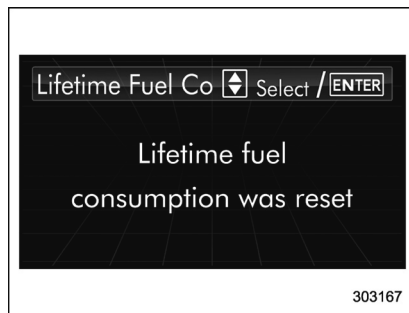 Lifetime Fuel Co Select / ENTER
Lifetime fuel
consumption was reset
303167